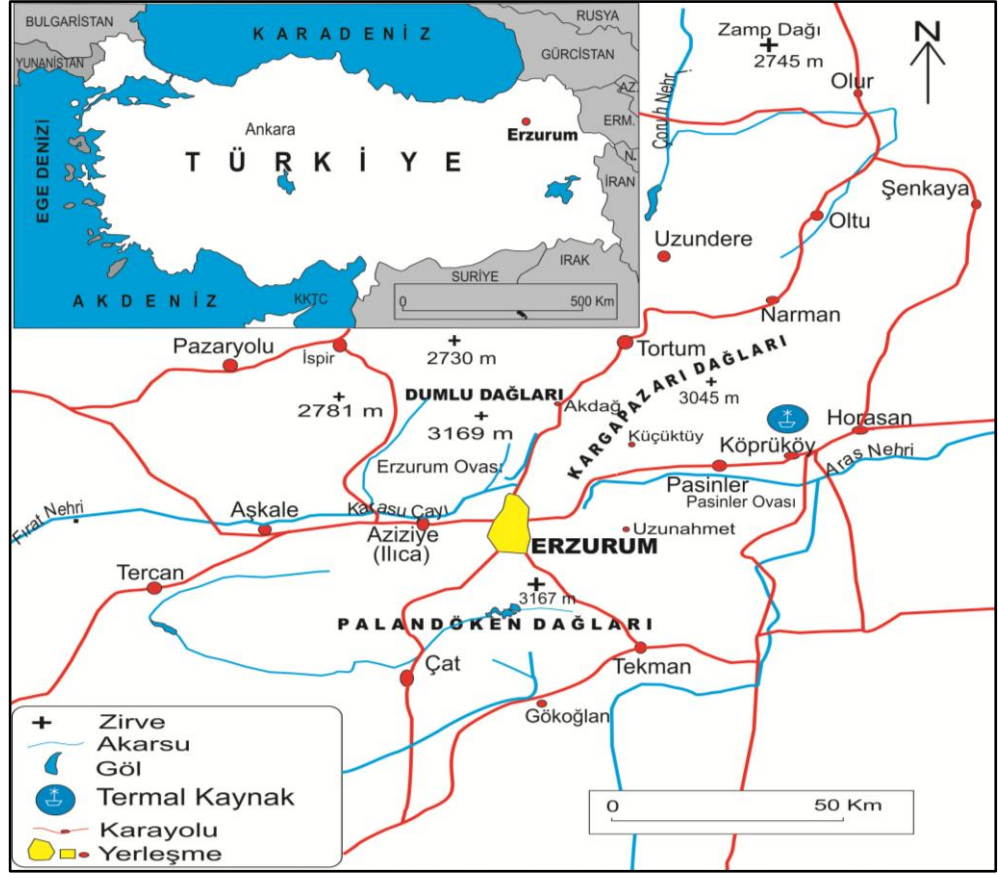 BULGARİSTAN
KARADENİZ
RUSYA
YUNANİSTAN
GÜRCİSTAN
AZ.
Ankara
Erzurum
ERM.
TÜRKİYE
N.
İRAN
EGE DENİZİ
SURİYE
IRAK
AKDENİZ
KKTC
0 500 Km
Zamp Dağı
2745 m
N
Olur
Çoruh Nehri
Şenkaya
Oltu
Uzundere
Narman
Pazaryolu
İspir
2730 m
Tortum
2781 m
DUMLU DAĞLARI
3169 m
Akdağ
KARGAPAZARI DAĞLARI
3045 m
Küçüktüy
Horasan
Köprüköy
Aras Nehri
Erzurum Ovası
Pasinler
Pasinler Ovası
Fırat Nehri
Aşkale
Karasu Çayı
Aziziye
(Ilıca)
ERZURUM
Uzunahmet
Tercan
3167 m
PALANDÖKEN DAĞLARI
Çat
Tekman
Gökoğlan
Zirve
Akarsu
Göl
Termal Kaynak
Karayolu
Yerleşme
0 50 Km